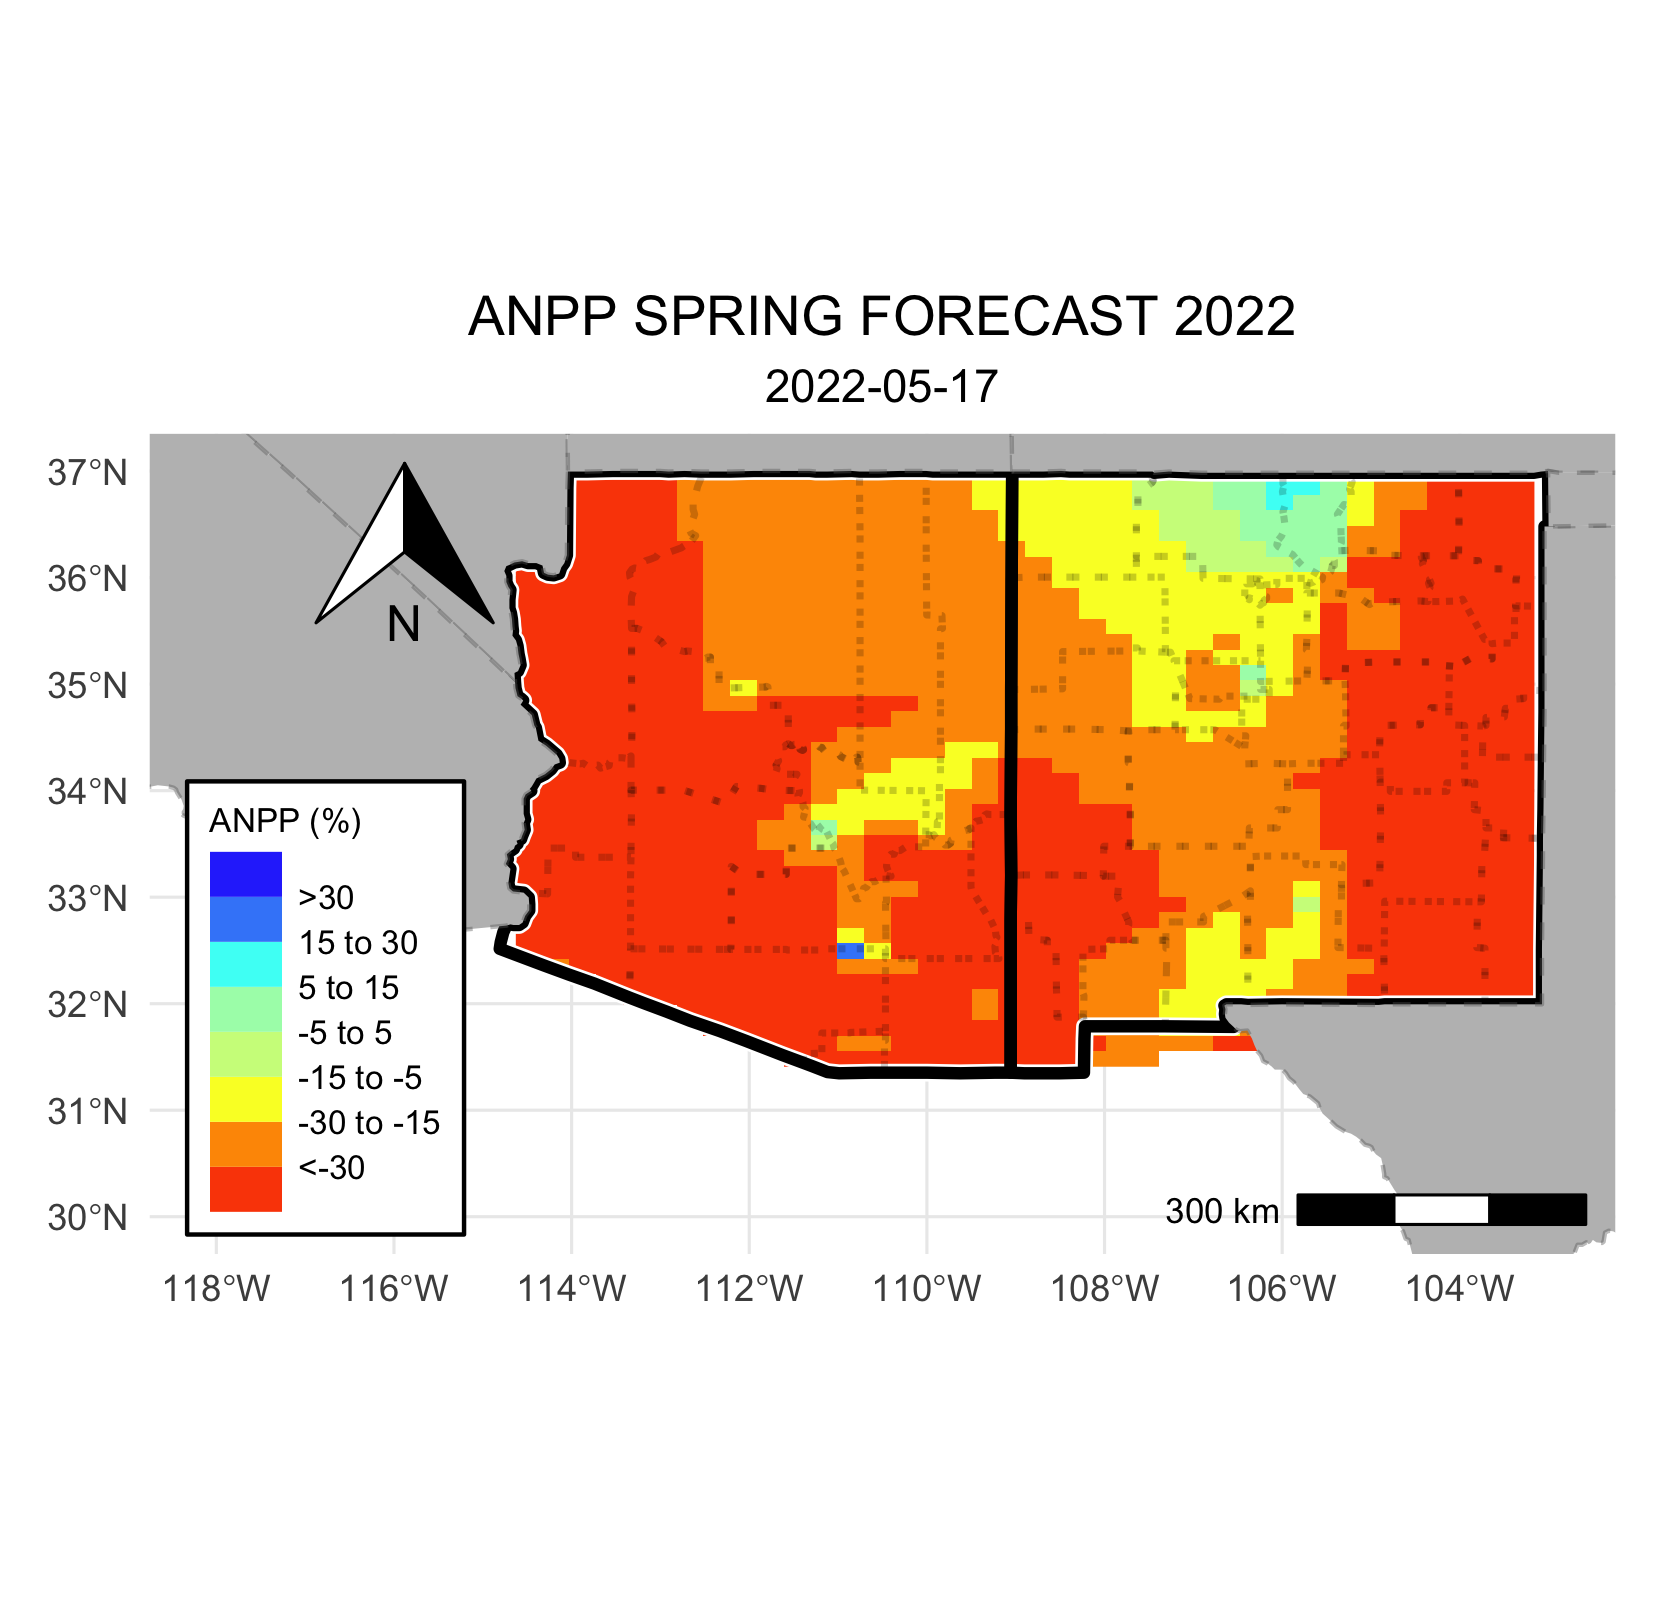 ANPP SPRING FORECAST 2022
2022-05-17
37°N
36°N
35°N
34°N
33°N
32°N
31°N
30°N
N
ANPP (%)
>30
15 to 30
5 to 15
-5 to 5
-15 to -5
-30 to -15
<-30
300 km
118°W 116°W 114°W 112°W 110°W 108°W 106°W 104°W